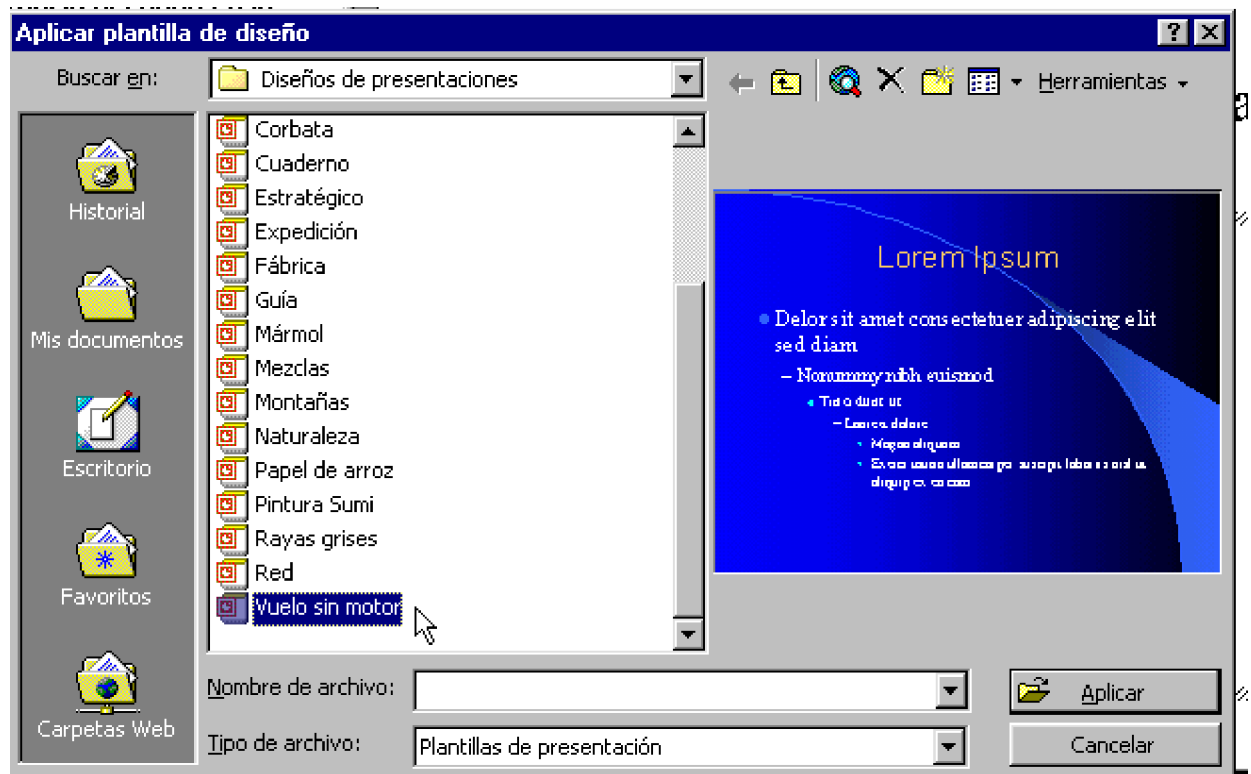 Aplicar plantilla de diseño
Buscar en:
Diseños de presentaciones
Herramientas
Historial
Mis documentos
Escritorio
Favoritos
Carpetas Web
Corbata
Cuaderno
Estratégico
Expedición
Fábrica
Guía
Mármol
Mezclas
Montañas
Naturaleza
Papel de arroz
Pintura Sumi
Rayas grises
Red
Vuelo sin motor
Lorem Ipsum
Delor sit amet consectetuer adipiscing elit
sed diam
– Nonummy nibh euismod
Nombre de archivo:
Aplicar
Tipo de archivo:
Plantillas de presentación
Cancelar